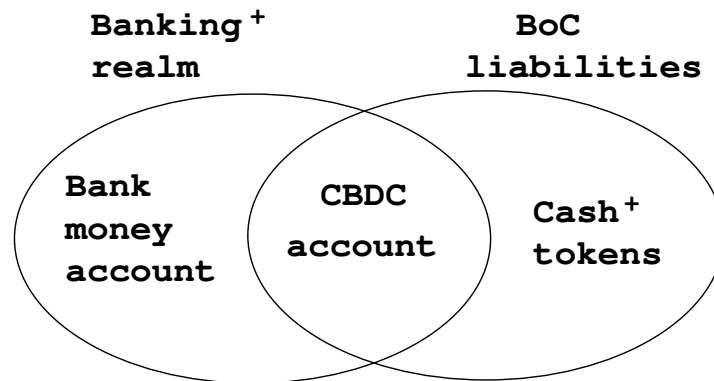 Banking⁺
realm
BoC
liabilities
Bank
money
account
CBDC
account
Cash⁺
tokens